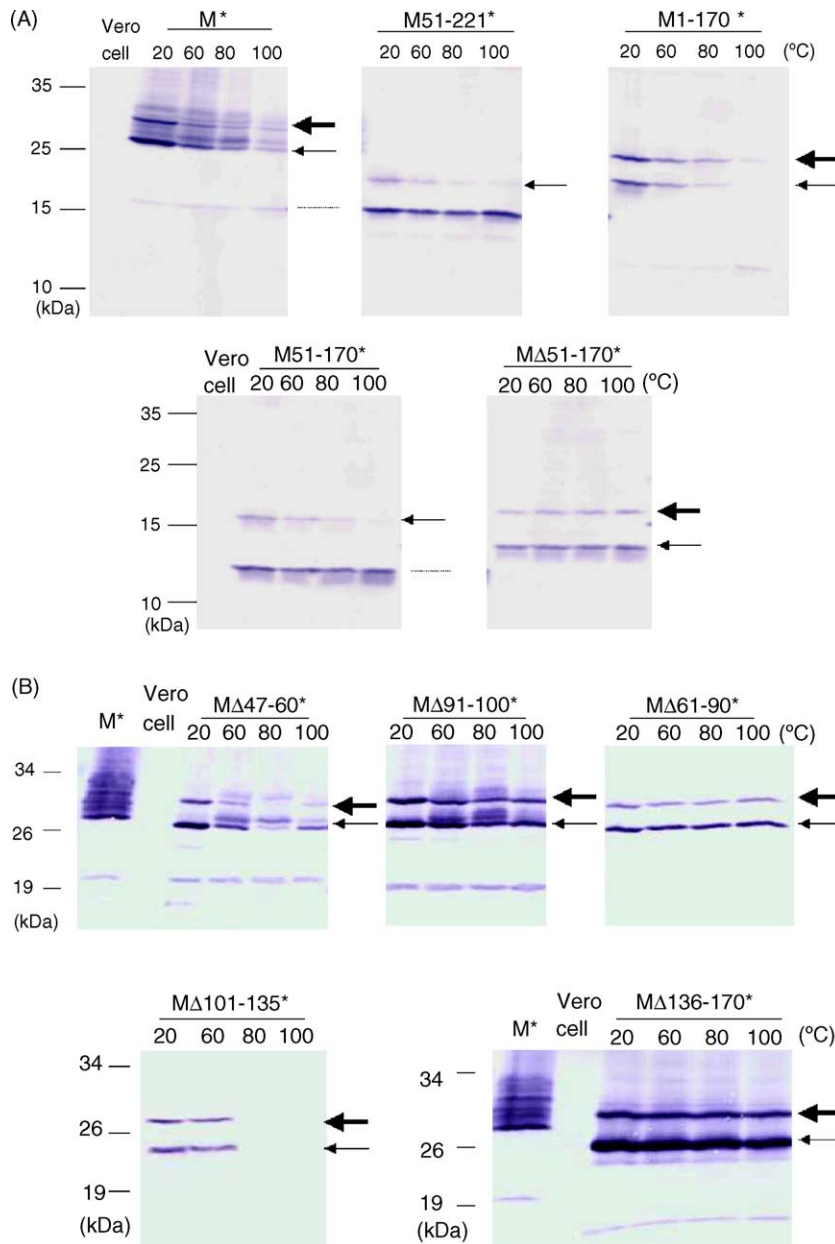 (A)
Vero cell
M*
20 60 80 100
M51-221*
20 60 80 100
M1-170 *
20 60 80 100 (ºC)
35
25
15
10
(kDa)
Vero cell
M51-170*
20 60 80 100
MΔ51-170*
20 60 80 100 (ºC)
35
25
15
10
(kDa)
(B)
M*
Vero cell
MΔ47-60*
20 60 80 100
MΔ91-100*
20 60 80 100
MΔ61-90*
20 60 80 100 (ºC)
34
26
19
(kDa)
MΔ101-135*
20 60 80 100
34
26
19
(kDa)
M*
Vero cell
MΔ136-170*
20 60 80 100 (ºC)
34
26
19
(kDa)